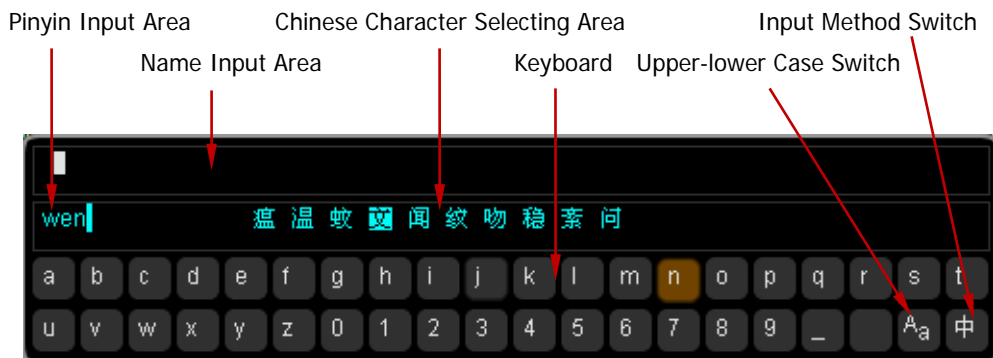 Pinyin Input Area Chinese Character Selecting Area Input Method Switch
Name Input Area Keyboard Upper-lower Case Switch
wen 瘟 温 蚊 文 闻 纹 吻 稳 紊 问
a b c d e f g h i j k l m n o p q r s t
u v w x y z 0 1 2 3 4 5 6 7 8 9 _ Aa 中